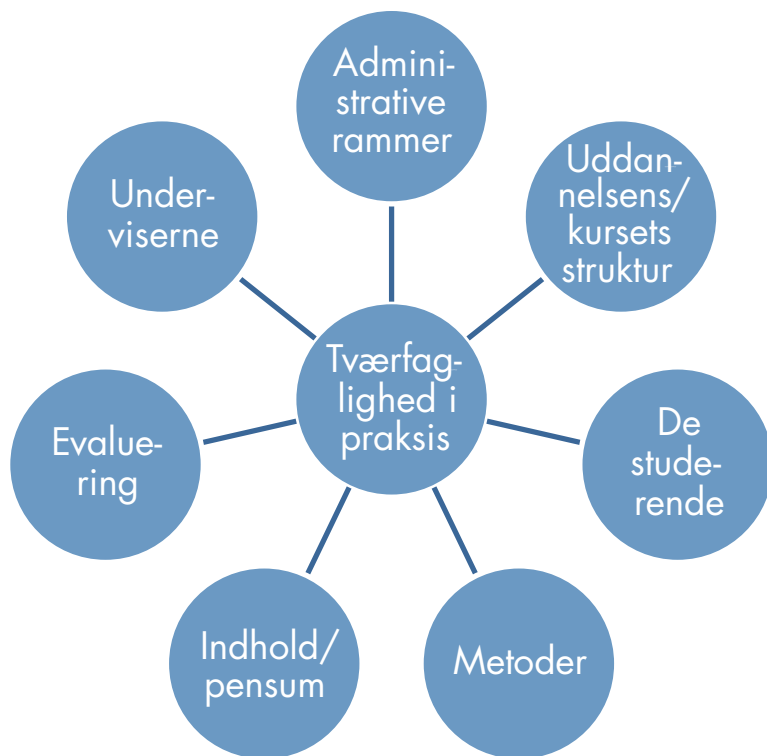 Admini-
strative
rammer
Uddan-
nelsens/
kursets
struktur
De
stude-
rende
Metoder
Indhold/
pensum
Evalue-
ring
Under-
viserne
Tværfag-
lighed i
praksis